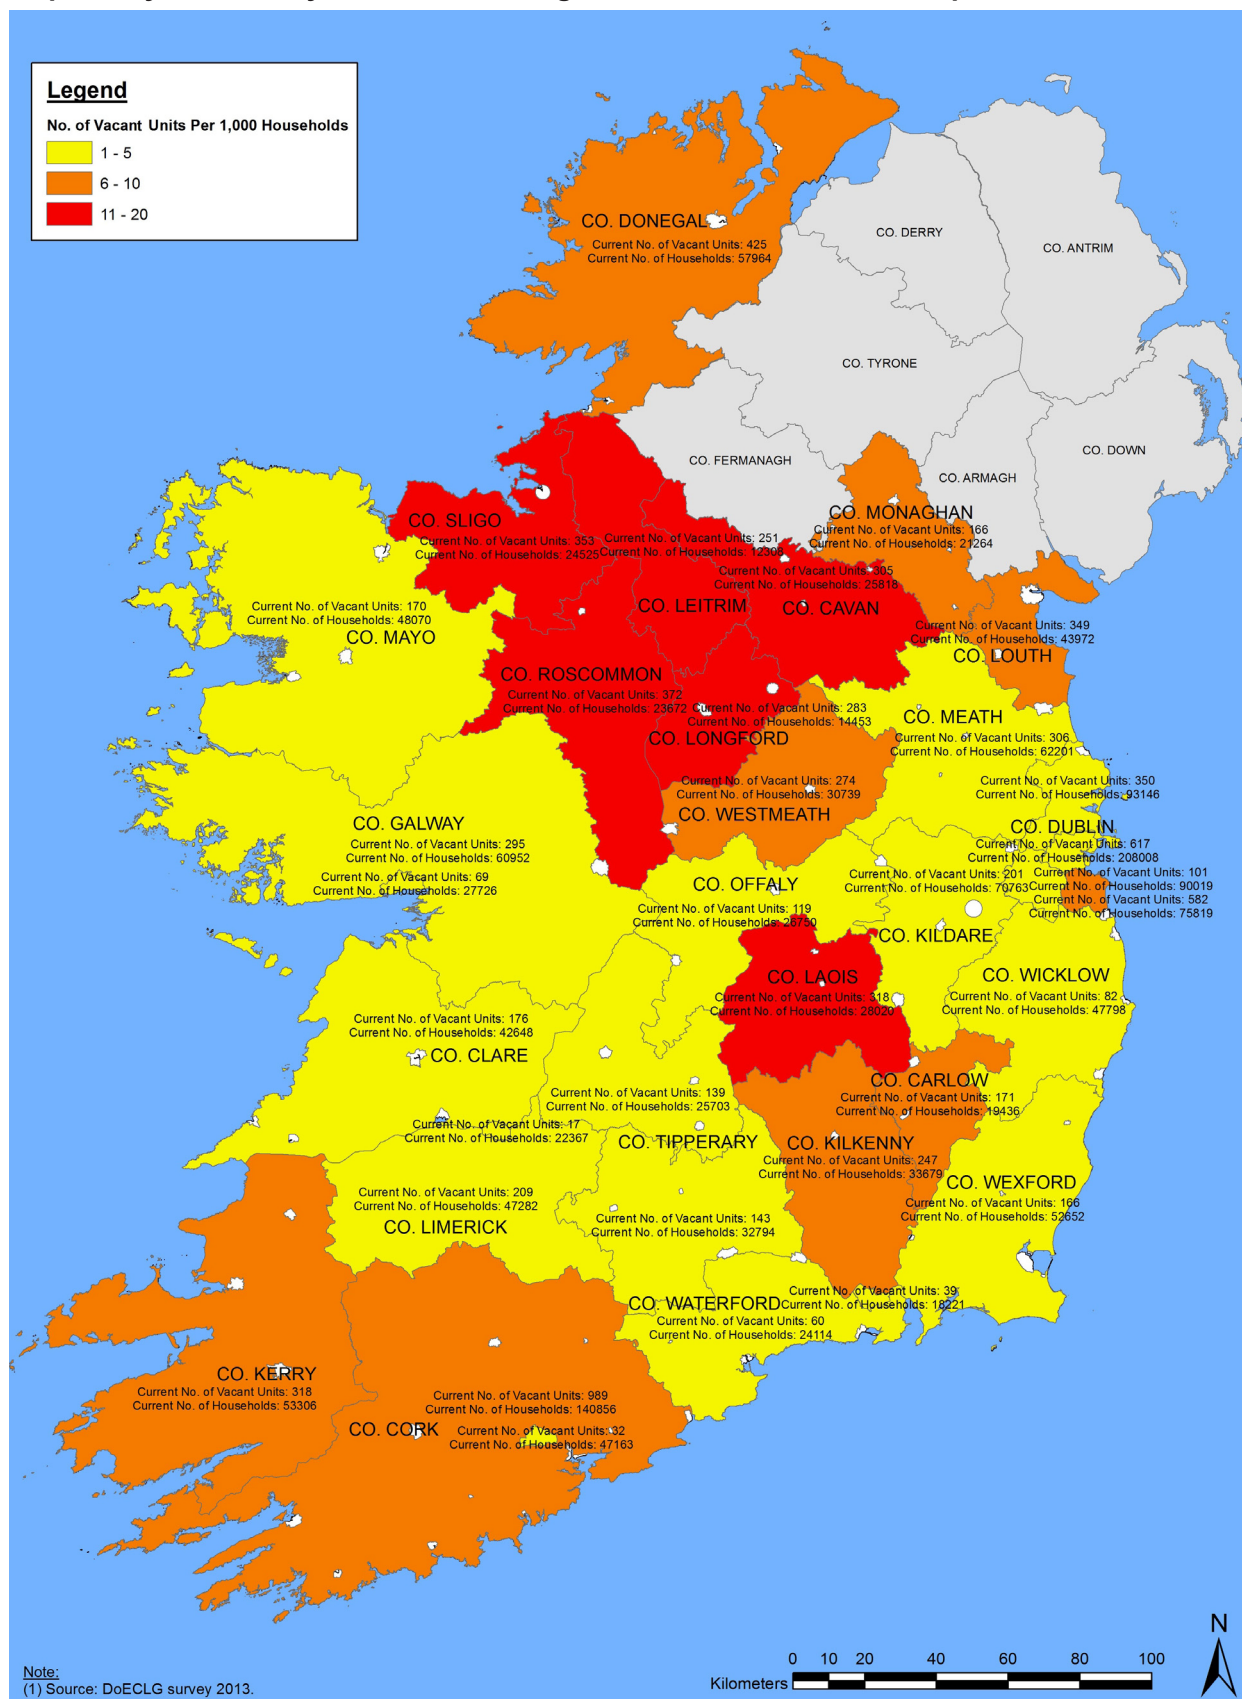 Legend
No. of Vacant Units Per 1,000 Households
1 - 5
6 - 10
11 - 20
CO. DONEGAL
Current No. of Vacant Units: 425
Current No. of Households: 57964
CO. DERRY
CO. ANTRIM
CO. TYRONE
CO. FERMANAGH
CO. ARMAGH
CO. DOWN
CO. MONAGHAN
Current No. of Vacant Units: 166
Current No. of Households: 21264
CO. SLIGO
Current No. of Vacant Units: 353
Current No. of Households: 24525
Current No. of Vacant Units: 251
Current No. of Households: 12308
CO. LEITRIM
Current No. of Vacant Units: 305
Current No. of Households: 25818
CO. CAVAN
Current No. of Vacant Units: 170
Current No. of Households: 48070
CO. MAYO
Current No. of Vacant Units: 349
Current No. of Households: 43972
CO. LOUTH
CO. ROSCOMMON
Current No. of Vacant Units: 372
Current No. of Households: 23672
Current No. of Vacant Units: 283
Current No. of Households: 14453
CO. LONGFORD
CO. MEATH
Current No. of Vacant Units: 306
Current No. of Households: 62201
Current No. of Vacant Units: 274
Current No. of Households: 30739
CO. WESTMEATH
Current No. of Vacant Units: 350
Current No. of Households: 93146
CO. DUBLIN
Current No. of Vacant Units: 617
Current No. of Households: 208008
Current No. of Vacant Units: 101
Current No. of Households: 90019
Current No. of Vacant Units: 582
Current No. of Households: 75819
CO. GALWAY
Current No. of Vacant Units: 295
Current No. of Households: 60952
Current No. of Vacant Units: 69
Current No. of Households: 27726
CO. OFFALY
Current No. of Vacant Units: 119
Current No. of Households: 26750
Current No. of Vacant Units: 201
Current No. of Households: 70763
CO. KILDARE
CO. LAOIS
Current No. of Vacant Units: 318
Current No. of Households: 28020
CO. WICKLOW
Current No. of Vacant Units: 82
Current No. of Households: 47798
Current No. of Vacant Units: 176
Current No. of Households: 42648
CO. CLARE
CO. CARLOW
Current No. of Vacant Units: 171
Current No. of Households: 19436
Current No. of Vacant Units: 139
Current No. of Households: 25703
Current No. of Vacant Units: 17
Current No. of Households: 22367
CO. TIPPERARY
CO. KILKENNY
Current No. of Vacant Units: 247
Current No. of Households: 33679
CO. WEXFORD
Current No. of Vacant Units: 166
Current No. of Households: 52652
Current No. of Vacant Units: 209
Current No. of Households: 47282
CO. LIMERICK
Current No. of Vacant Units: 143
Current No. of Households: 32794
Current No. of Vacant Units: 39
Current No. of Households: 18221
CO. WATERFORD
Current No. of Vacant Units: 60
Current No. of Households: 24114
CO. KERRY
Current No. of Vacant Units: 318
Current No. of Households: 53306
Current No. of Vacant Units: 989
Current No. of Households: 140856
CO. CORK
Current No. of Vacant Units: 32
Current No. of Households: 47163
N
0 10 20 40 60 80 100
Kilometers
Note:
(1) Source: DoECLG survey 2013.